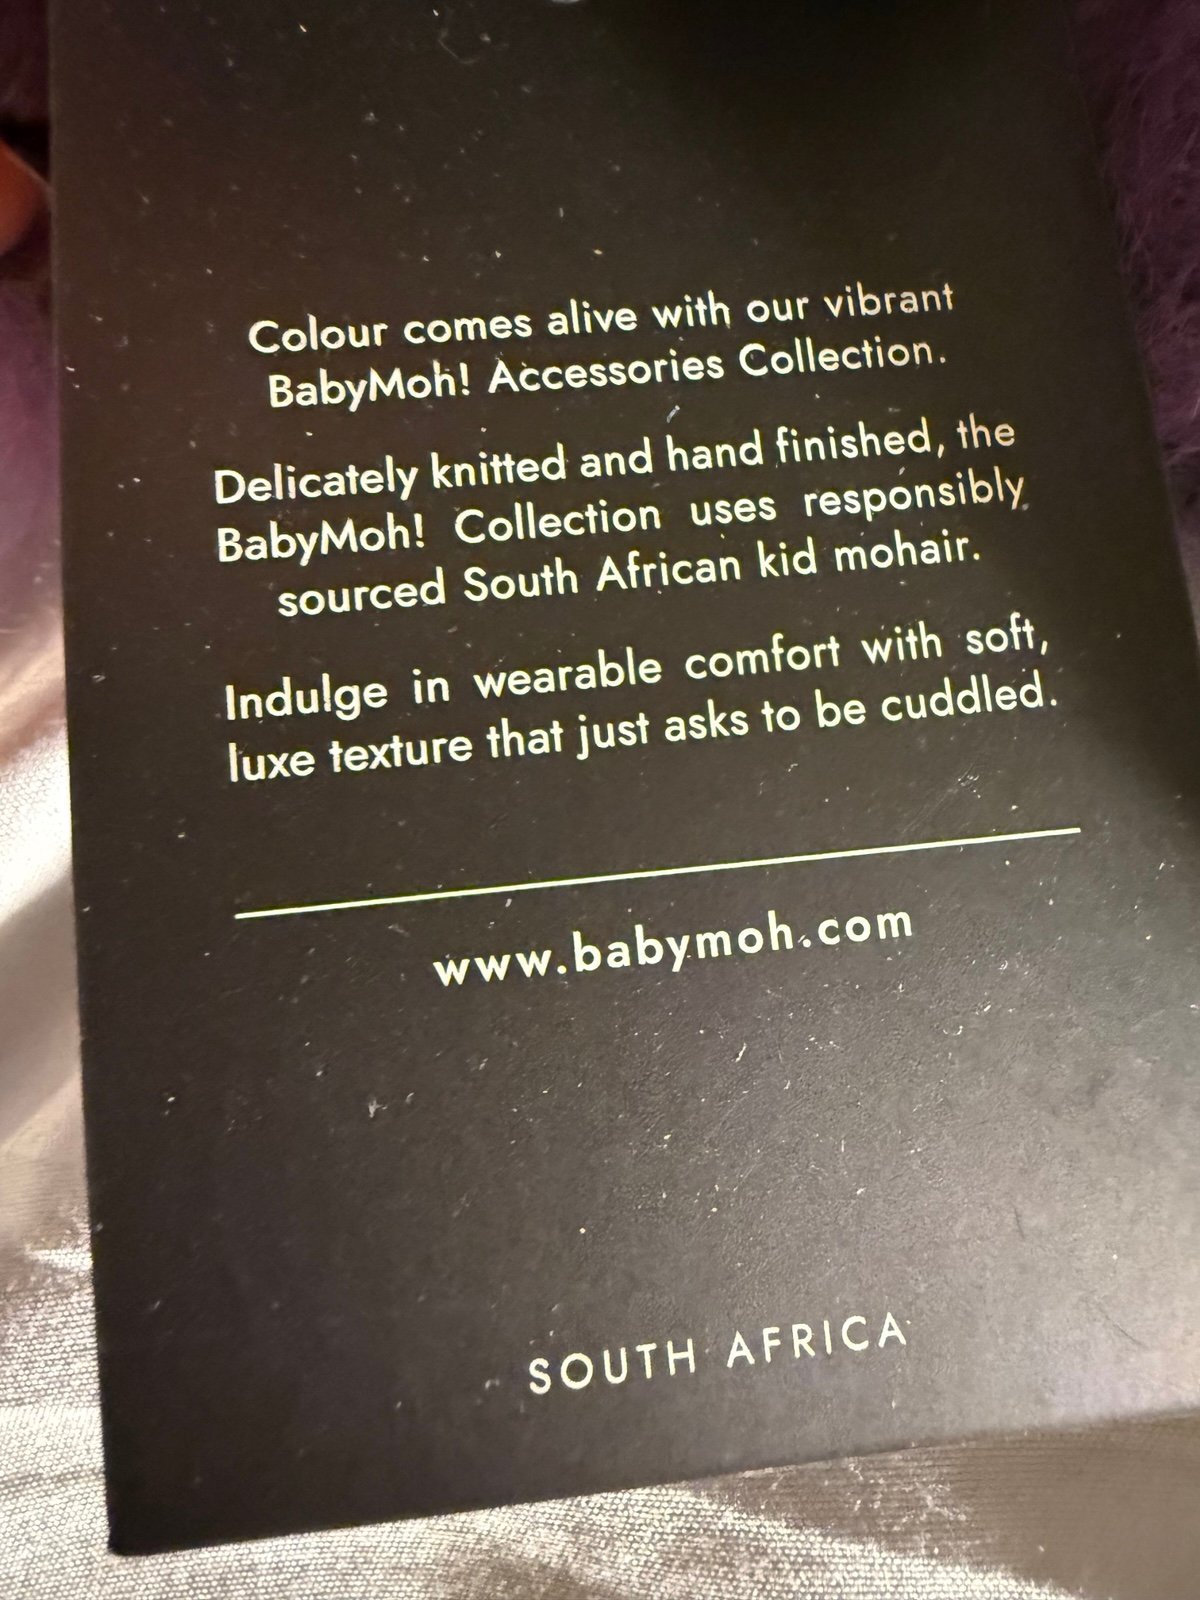 Colour comes alive with our vibrant
BabyMoh! Accessories Collection.
Delicately knitted and hand finished, the
BabyMoh! Collection uses responsibly
sourced South African kid mohair.
Indulge in wearable comfort with soft,
luxe texture that just asks to be cuddled.
www.babymoh.com
SOUTH AFRICA